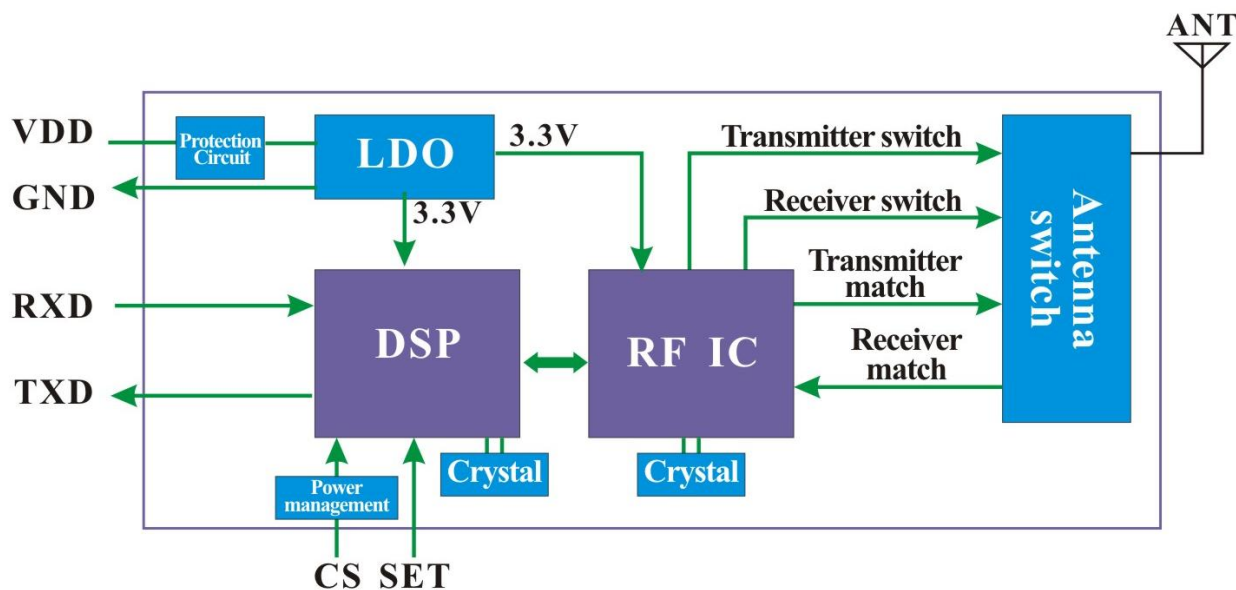 ANT
VDD
Protection
Circuit
LDO
3.3V
Transmitter switch
GND
3.3V
Receiver switch
Antenna
switch
Transmitter
match
RXD
DSP
RF IC
Receiver
match
TXD
Crystal
Crystal
Power
management
CS SET